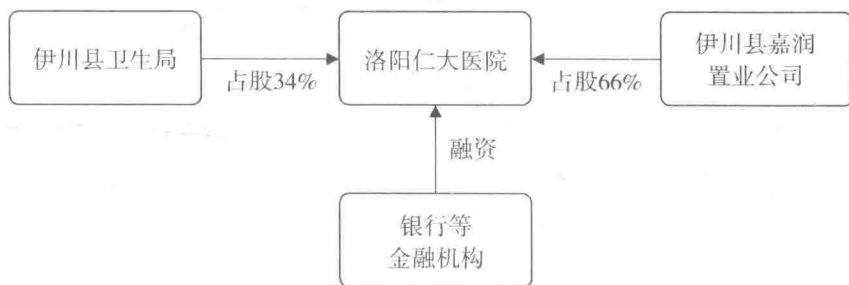 伊川县卫生局
占股34%
洛阳仁大医院
占股66%
伊川县嘉润
置业公司
融资
银行等
金融机构